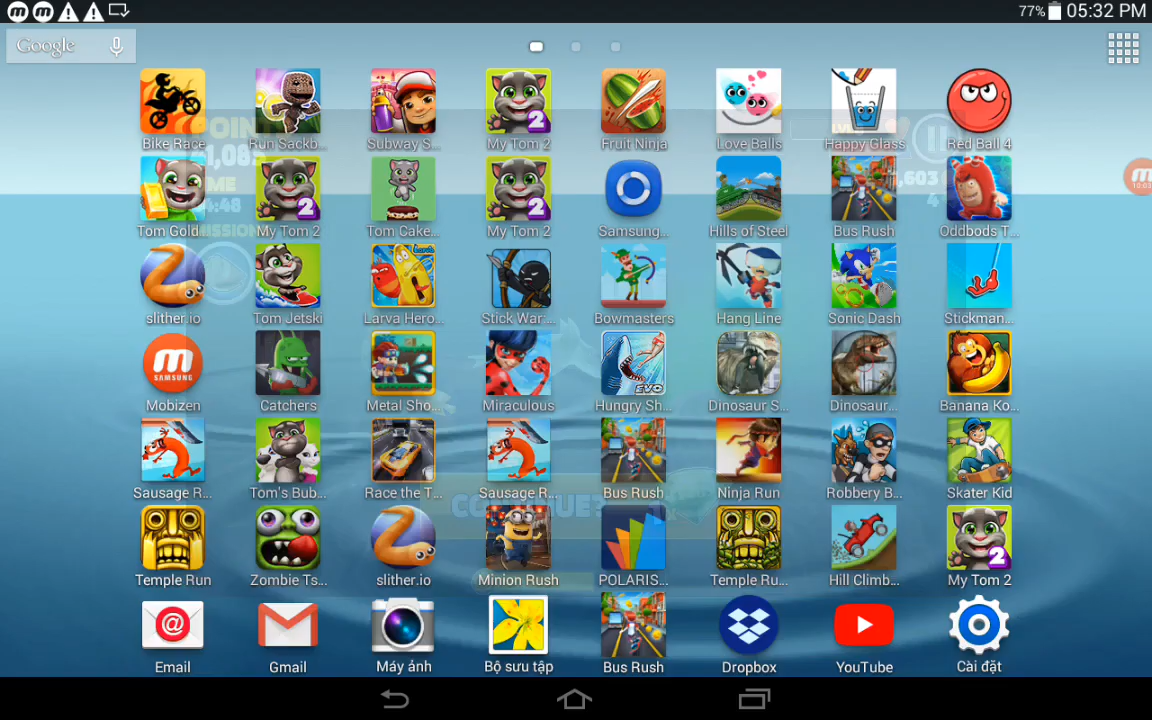 77% 05:32 PM
Google
Bike Race Run Sackb... Subway S... My Tom 2 Fruit Ninja Love Balls Happy Glass Red Ball 4
Tom Gold... My Tom 2 Tom Cake... My Tom 2 Samsung... Hills of Steel Bus Rush Oddbods T...
slither.io Tom Jetski Larva Hero... Stick War:... Bowmasters Hang Line Sonic Dash Stickman...
Mobizen Catchers Metal Sho... Miraculous Hungry Sh... Dinosaur S... Dinosaur... Banana Ko...
Sausage R... Tom's Bub... Race the T... Sausage R... Bus Rush Ninja Run Robbery B... Skater Kid
CONTINUE?
Temple Run Zombie Ts... slither.io Minion Rush POLARIS... Temple Ru... Hill Climb... My Tom 2
Email Gmail Máy ảnh Bộ sưu tập Bus Rush Dropbox YouTube Cài đặt